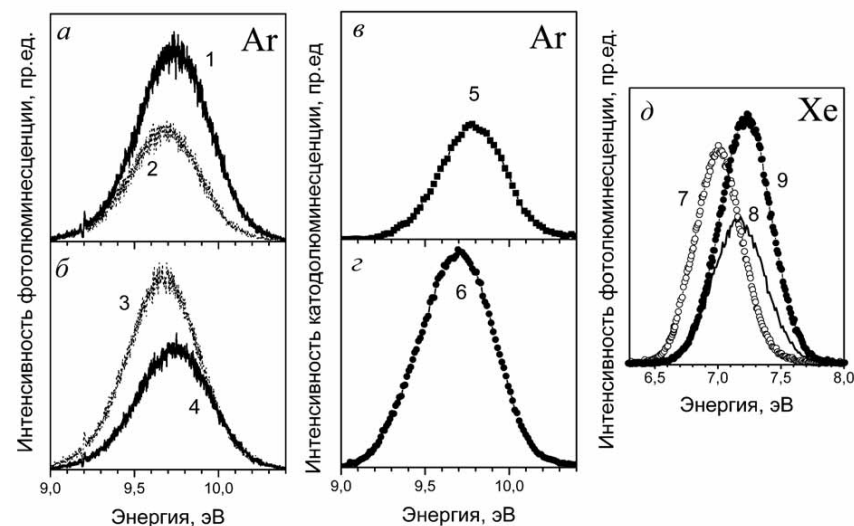 Интенсивность фотолюминесценции, пр.ед.
а
Ar
1
2
б
3
4
9,0 9,5 10,0
Энергия, эВ
Интенсивность катодолюминесценции, пр.ед.
в
Ar
5
г
6
9,0 9,5 10,0
Энергия, эВ
Интенсивность фотолюминесценции, пр.ед.
д
Xe
7
8
9
6,5 7,0 7,5 8,0
Энергия, эВ